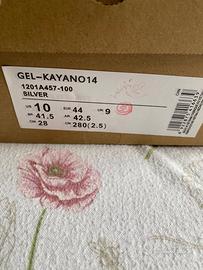 GEL-KAYANO14
1201A457-100
SILVER
US 10 EUR 44 UK 9
BR 41.5 AR 42.5
CM 28 CN 280(2.5)